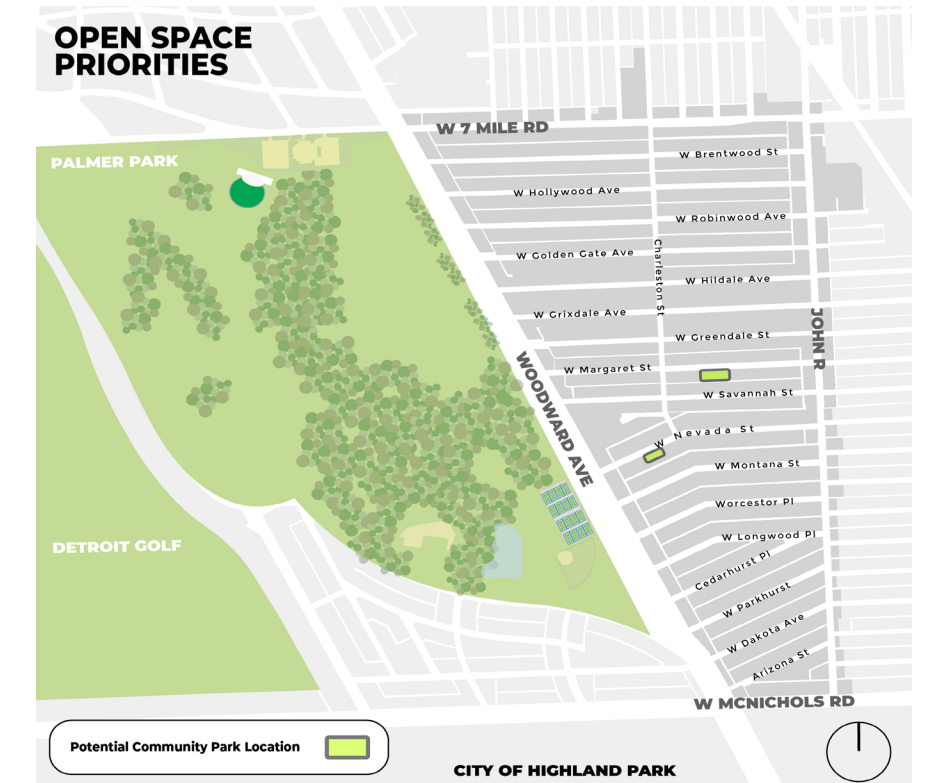 OPEN SPACE
PRIORITIES
W 7 MILE RD
PALMER PARK
W Brentwood St
W Hollywood Ave
W Robinwood Ave
W Golden Gate Ave
Charleston St
W Hildale Ave
W Grixdale Ave
W Greendale St
JOHN R
W Margaret St
W Savannah St
WOODWARD AVE
W Nevada St
W Montana St
Worcestor Pl
W Longwood Pl
DETROIT GOLF
Cedarhurst Pl
W Parkhurst
W Dakota Ave
Arizona St
W MCNICHOLS RD
Potential Community Park Location
CITY OF HIGHLAND PARK